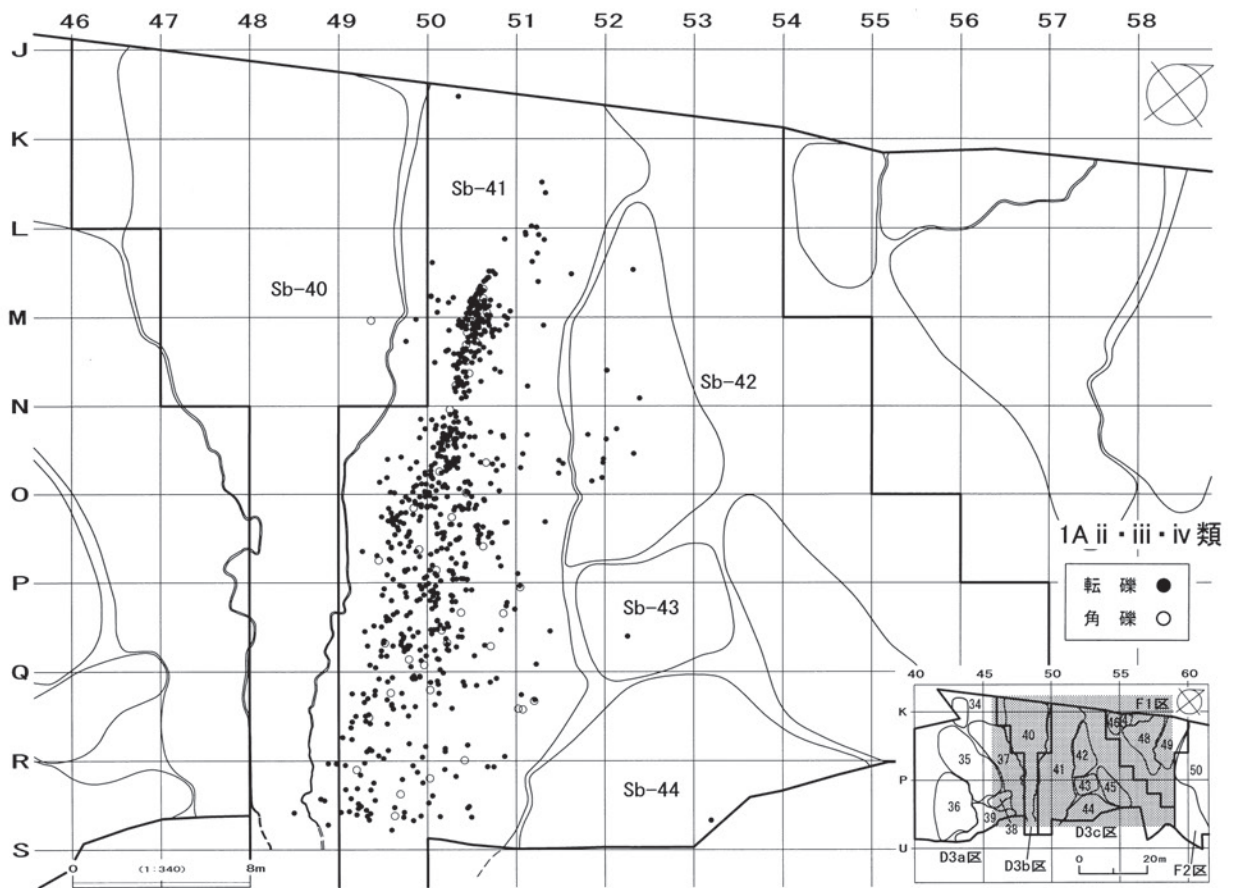 46 47 48 49 50 51 52 53 54 55 56 57 58
J
K
Sb-41
L
Sb-40
M
Sb-42
N
O
1A ii・iii・iv 類
P
転 礫 ●
角 礫 ○
Sb-43
Q
R
Sb-44
S
0 (1:340) 8m
40 45 50 55 60
F1区
K
34 40 46 47 48 49
35 37 41 42 50
P
43 45
36 39 44
38
U
D3a区 D3b区 D3c区 F2区
0 20m